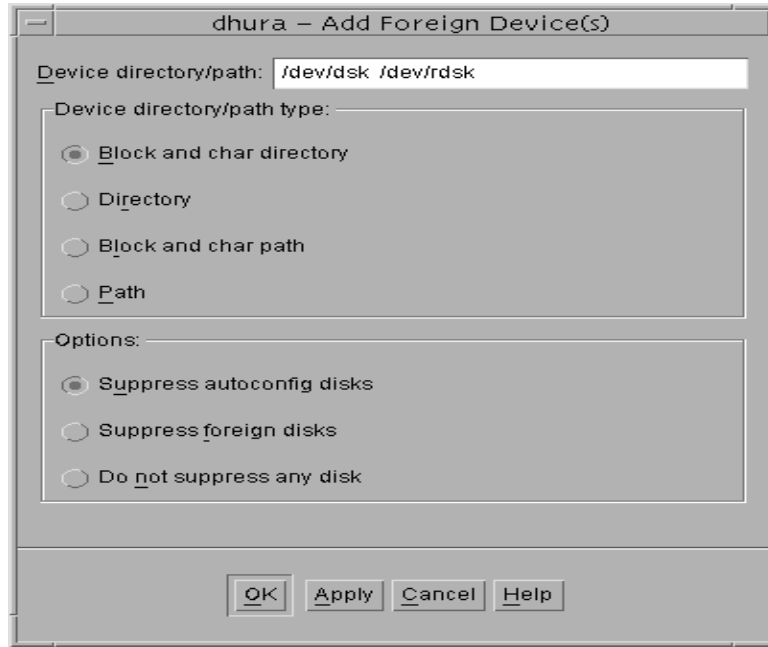 dhura – Add Foreign Device(s)
Device directory/path: /dev/dsk /dev/rdsk
Device directory/path type:
Block and char directory
Directory
Block and char path
Path
Options:
Suppress autoconfig disks
Suppress foreign disks
Do not suppress any disk
OK Apply Cancel Help